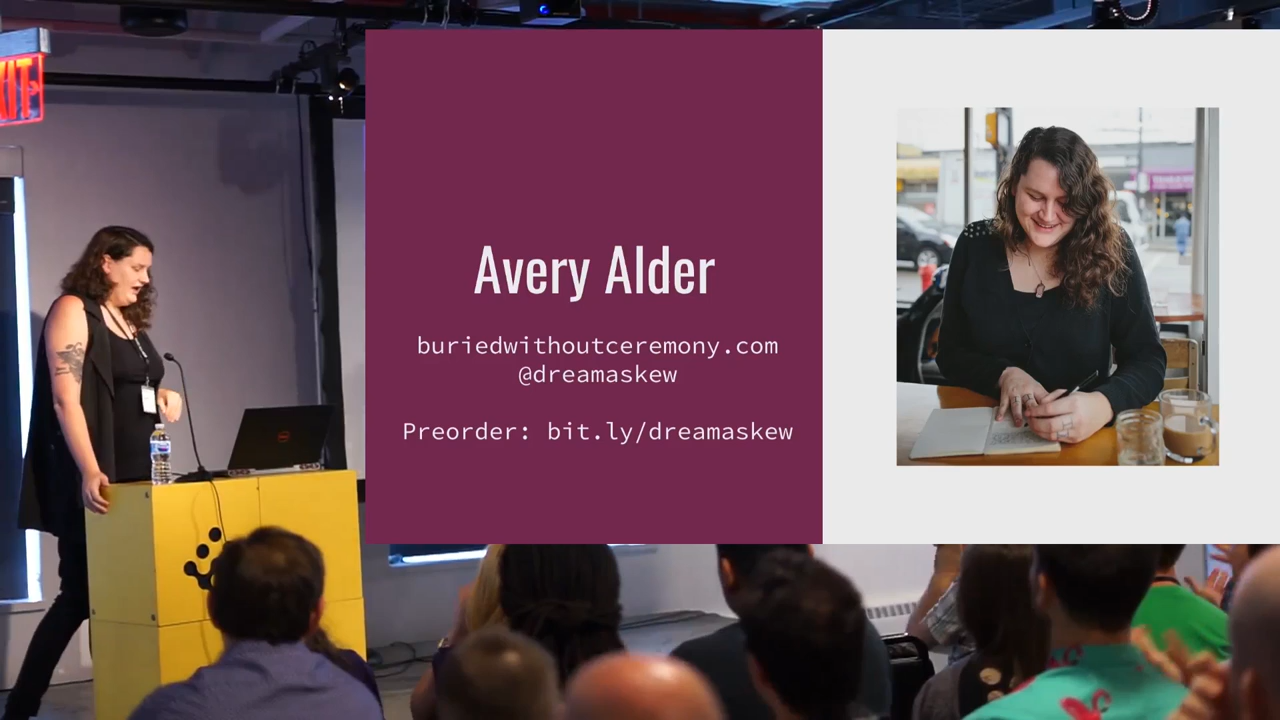 EXIT
Avery Alder
buriedwithoutceremony.com
@dreamaskew
Preorder: bit.ly/dreamaskew